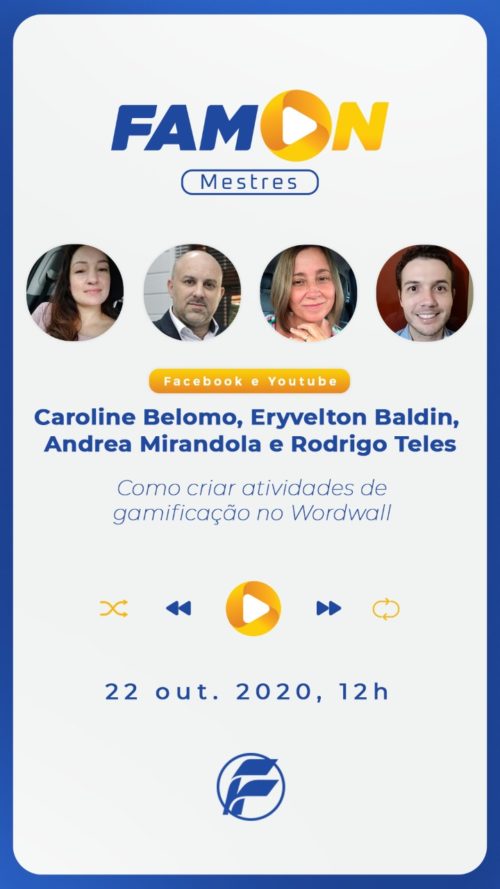 FAMON
Mestres
Facebook e Youtube
Caroline Belomo, Eryvelton Baldin,
Andrea Mirandola e Rodrigo Teles
Como criar atividades de
gamificação no Wordwall
22 out. 2020, 12h